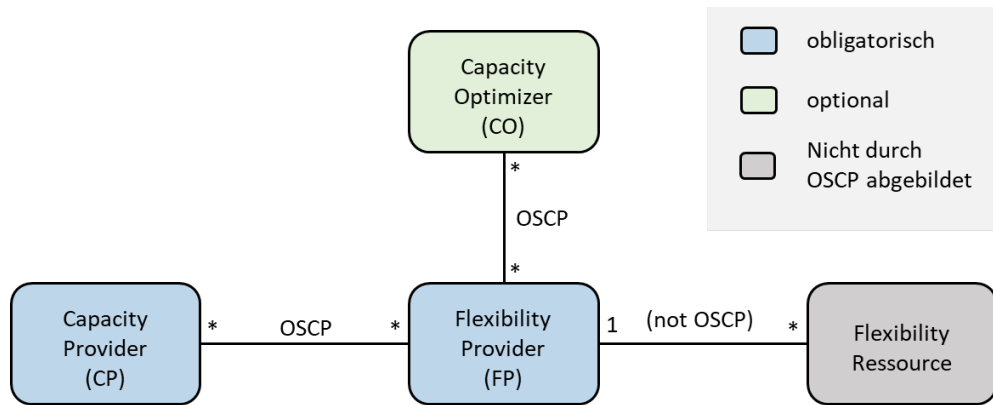 Capacity
Optimizer
(CO)
obligatorisch
optional
Nicht durch
OSCP abgebildet
*
OSCP
*
Capacity
Provider
(CP)
* OSCP *
Flexibility
Provider
(FP)
1 (not OSCP) *
Flexibility
Ressource